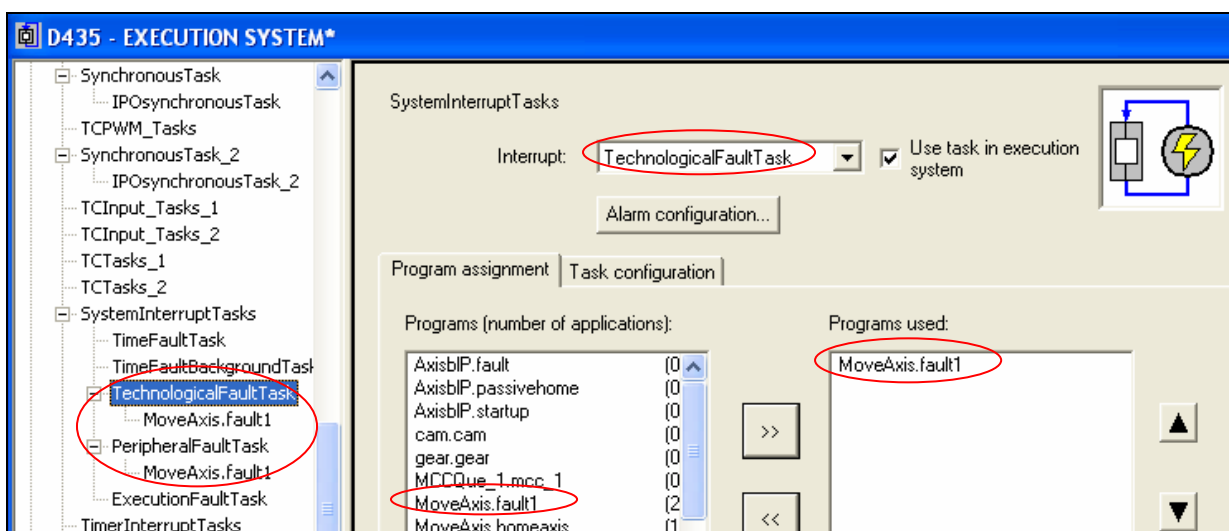 D435 - EXECUTION SYSTEM*
SynchronousTask
IPOsynchronousTask
TCPWM_Tasks
SynchronousTask_2
IPOsynchronousTask_2
TCInput_Tasks_1
TCInput_Tasks_2
TCTasks_1
TCTasks_2
SystemInterruptTasks
TimeFaultTask
TimeFaultBackgroundTask
TechnologicalFaultTask
MoveAxis.fault1
PeripheralFaultTask
MoveAxis.fault1
ExecutionFaultTask
TimerInterruptTasks
SystemInterruptTasks
Interrupt: TechnologicalFaultTask
Use task in execution
system
Alarm configuration...
Program assignment Task configuration
Programs (number of applications):
AxisblP.fault (0
AxisblP.passivehome (0
AxisblP.startup (0
cam.cam (0
gear.gear (0
MCCQue_1.mcc_1 (0
MoveAxis.fault1 (2
MoveAxis.homeaxis (1
>>
<<
Programs used:
MoveAxis.fault1